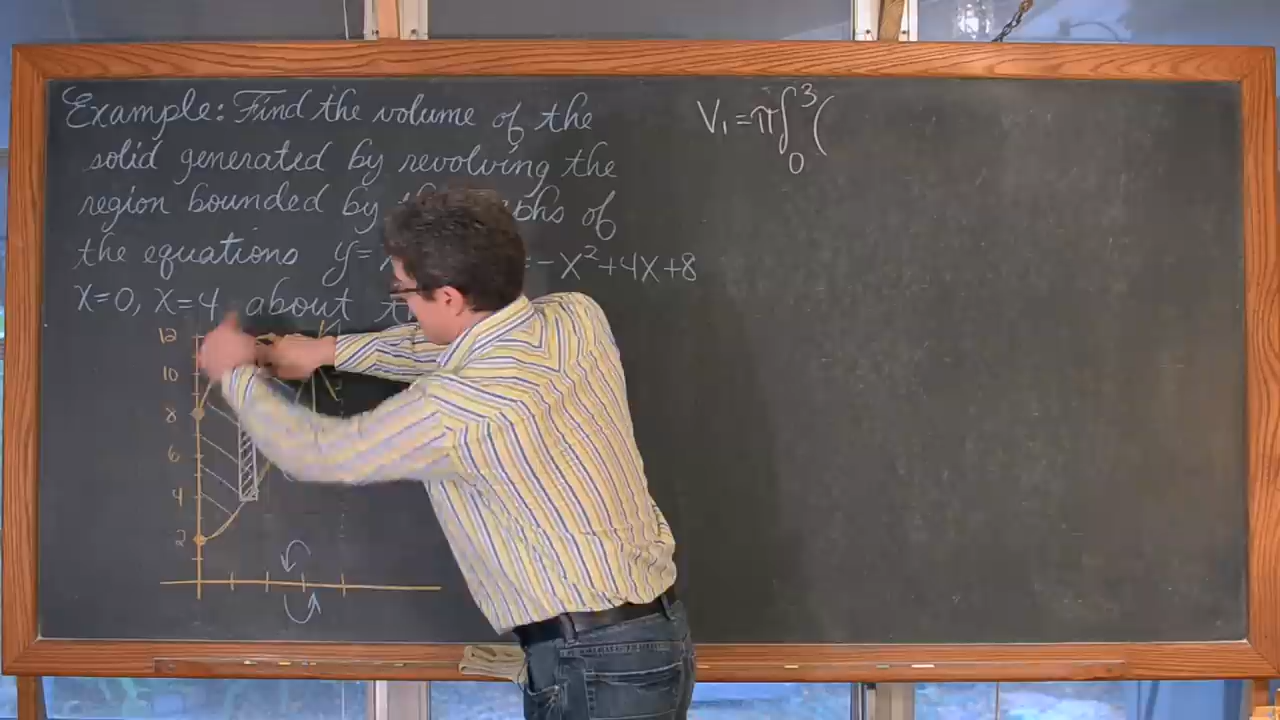 Example: Find the volume of the
solid generated by revolving the
region bounded by of
the equations y= -x²+4x+8
x=0, x=4 about
12
10
8
6
4
2
V₁=π∫₀³(